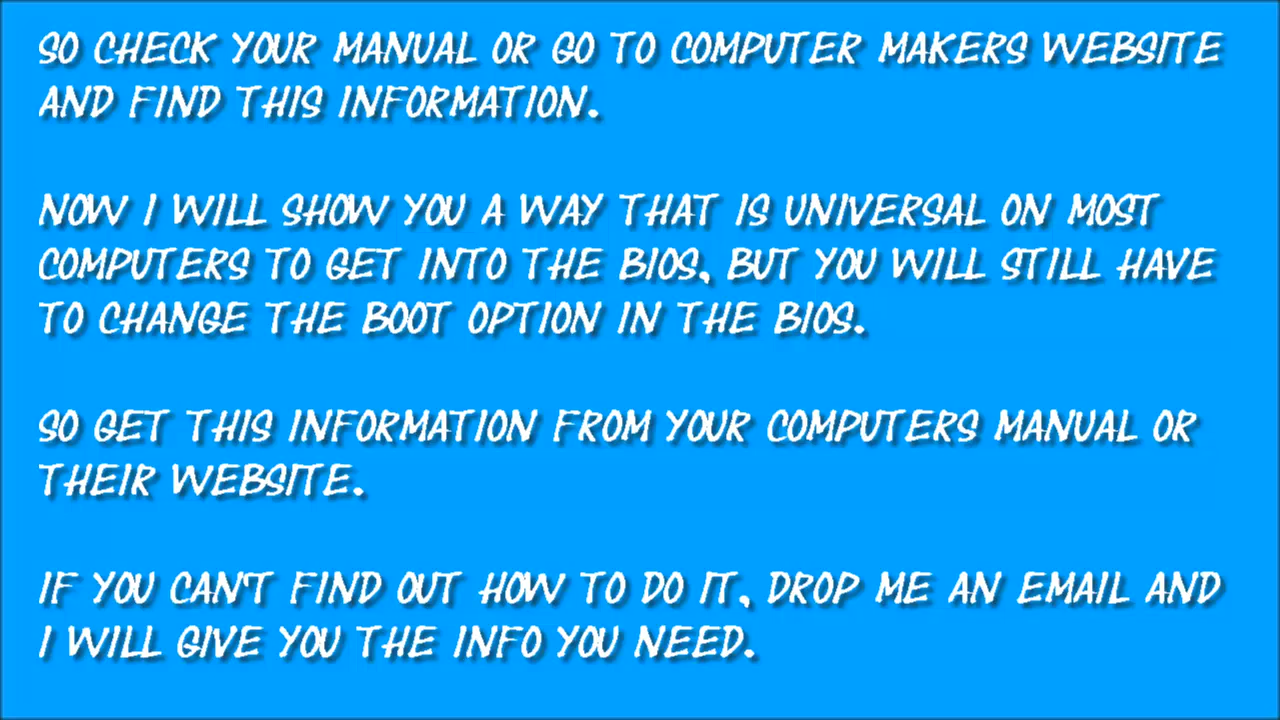 SO CHECK YOUR MANUAL OR GO TO COMPUTER MAKERS WEBSITE
AND FIND THIS INFORMATION.
NOW I WILL SHOW YOU A WAY THAT IS UNIVERSAL ON MOST
COMPUTERS TO GET INTO THE BIOS, BUT YOU WILL STILL HAVE
TO CHANGE THE BOOT OPTION IN THE BIOS.
SO GET THIS INFORMATION FROM YOUR COMPUTERS MANUAL OR
THEIR WEBSITE.
IF YOU CAN'T FIND OUT HOW TO DO IT, DROP ME AN EMAIL AND
I WILL GIVE YOU THE INFO YOU NEED.